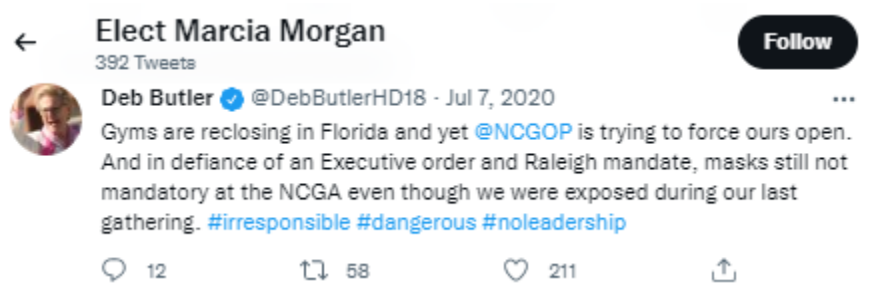 Elect Marcia Morgan
392 Tweets
Follow
Deb Butler @DebButlerHD18 · Jul 7, 2020
Gyms are reclosing in Florida and yet @NCGOP is trying to force ours open.
And in defiance of an Executive order and Raleigh mandate, masks still not
mandatory at the NCGA even though we were exposed during our last
gathering. #irresponsible #dangerous #noleadership
12 58 211